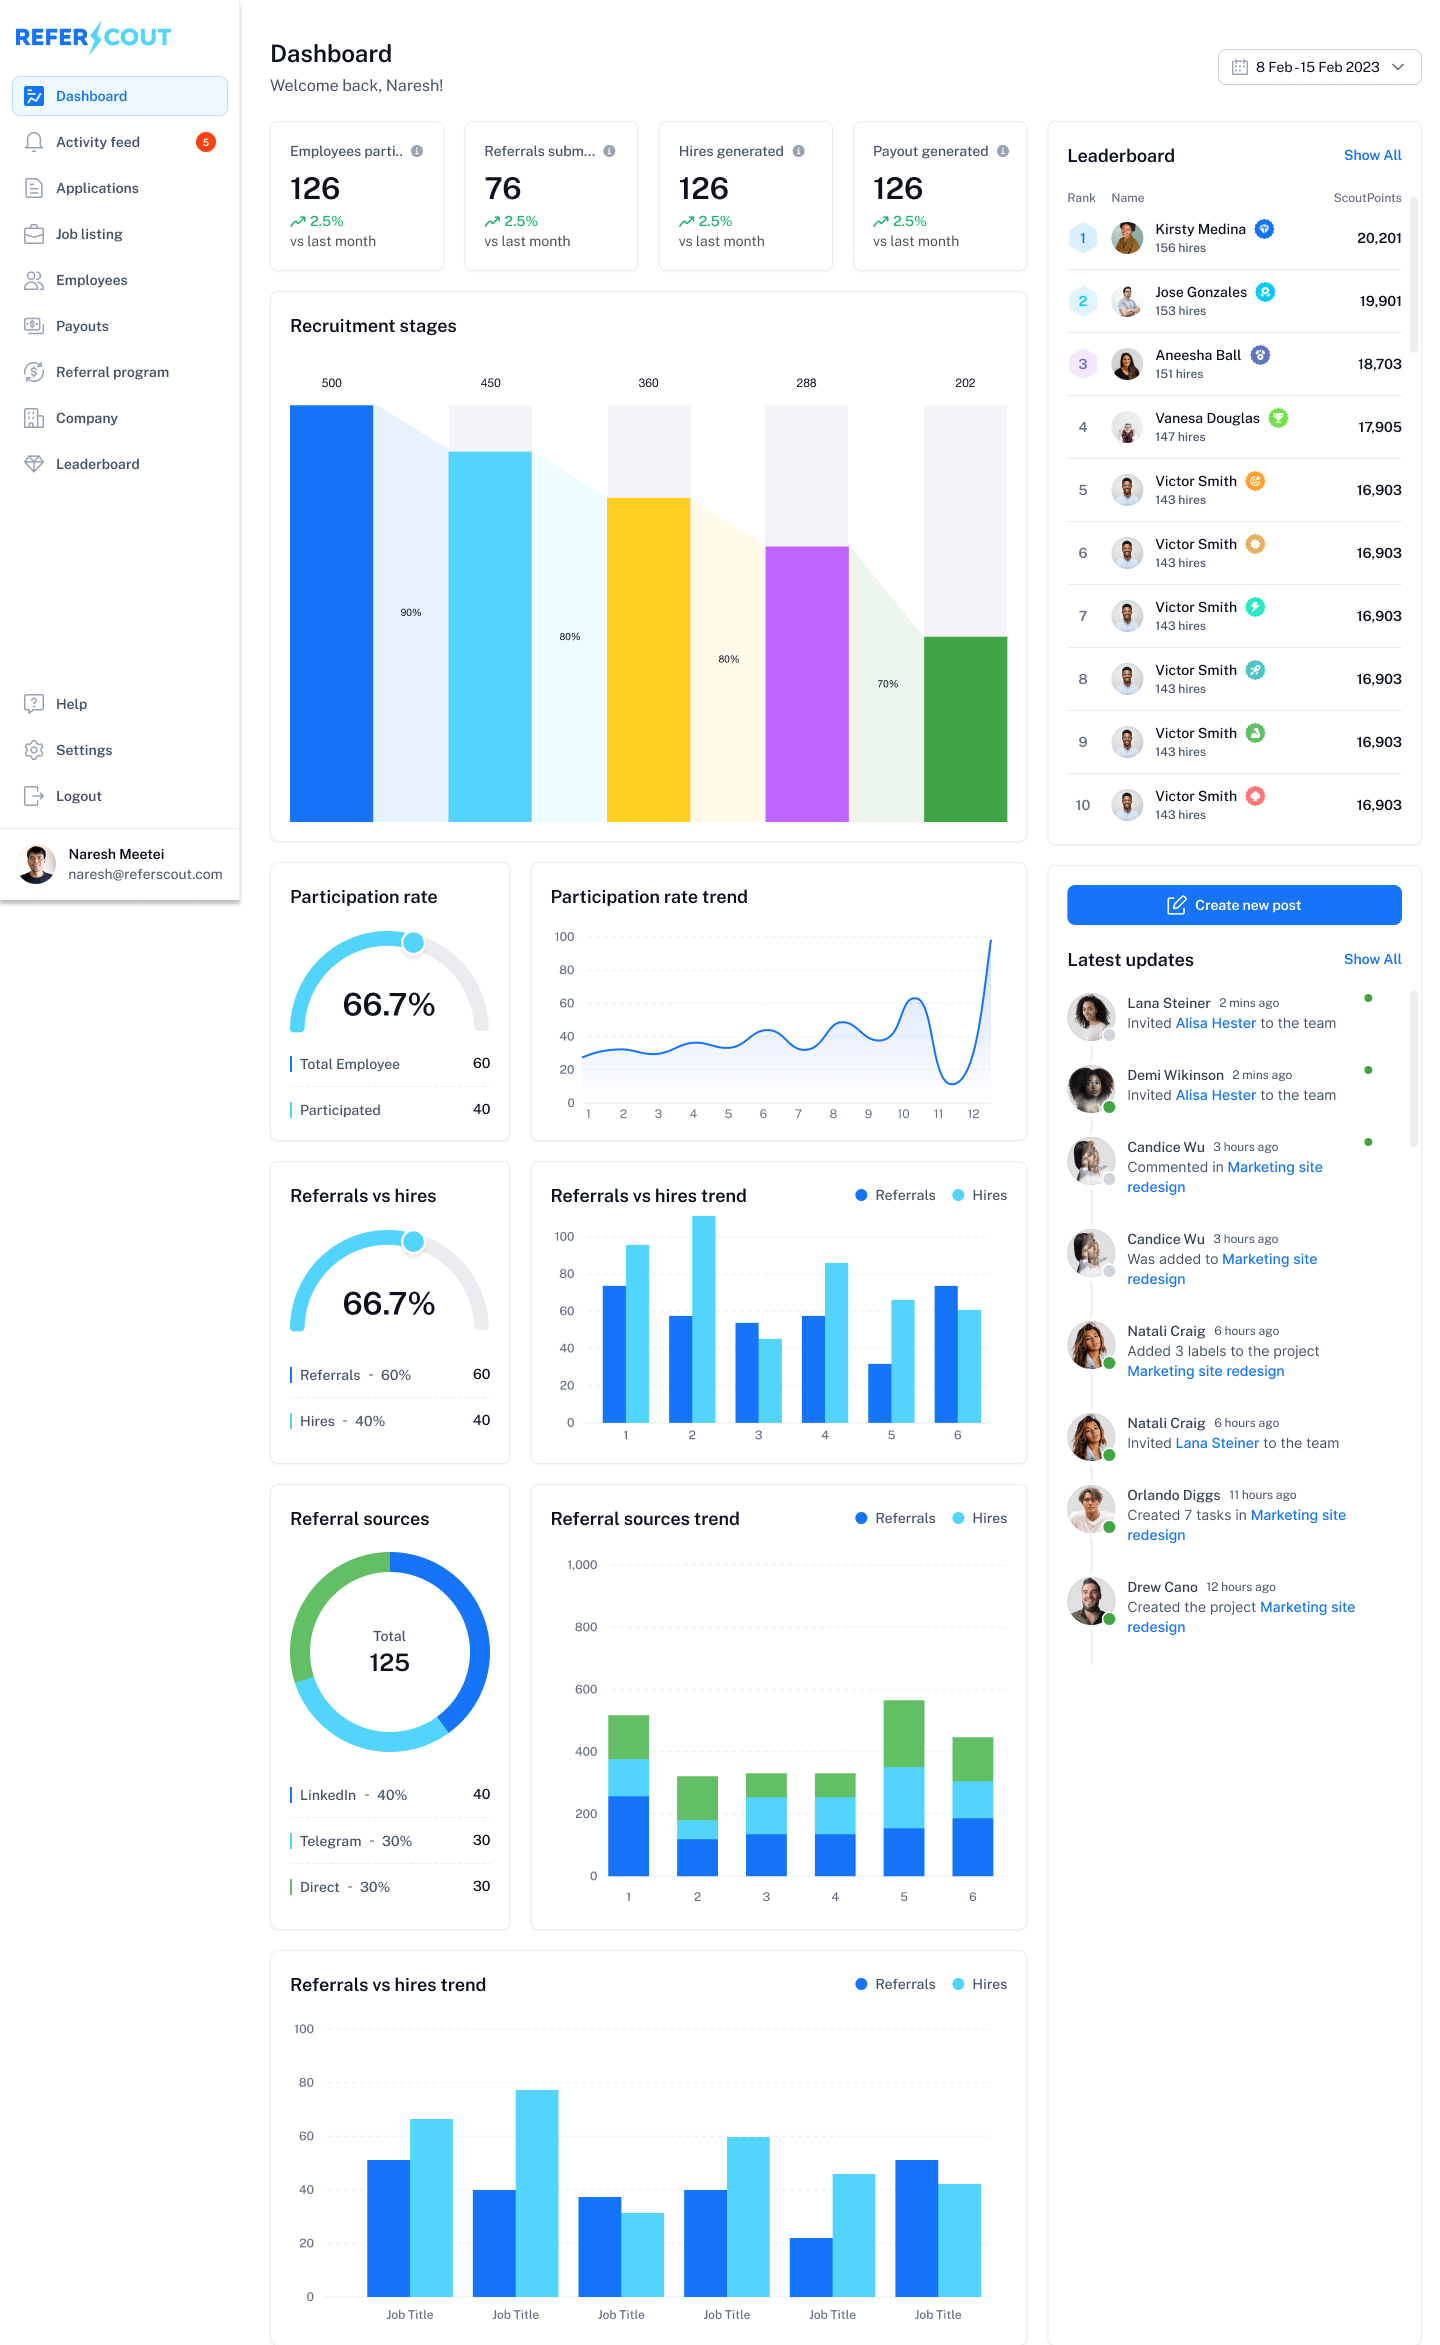 REFERSCOUT
Dashboard
Activity feed
5
Applications
Job listing
Employees
Payouts
Referral program
Company
Leaderboard
Help
Settings
Logout
Naresh Meetei
naresh@referscout.com
Dashboard
Welcome back, Naresh!
8 Feb - 15 Feb 2023
Employees parti..
126
2.5%
vs last month
Referrals subm...
76
2.5%
vs last month
Hires generated
126
2.5%
vs last month
Payout generated
126
2.5%
vs last month
Recruitment stages
500 450 360 288 202
90%
80%
80%
70%
Participation rate
66.7%
Total Employee 60
Participated 40
Participation rate trend
100
80
60
40
20
0
1 2 3 4 5 6 7 8 9 10 11 12
Referrals vs hires
66.7%
Referrals - 60% 60
Hires - 40% 40
Referrals vs hires trend
Referrals Hires
100
80
60
40
20
0
1 2 3 4 5 6
Referral sources
Total
125
LinkedIn - 40% 40
Telegram - 30% 30
Direct - 30% 30
Referral sources trend
Referrals Hires
1,000
800
600
400
200
0
1 2 3 4 5 6
Referrals vs hires trend
Referrals Hires
100
80
60
40
20
0
Job Title Job Title Job Title Job Title Job Title Job Title
Leaderboard Show All
Rank Name ScoutPoints
1 Kirsty Medina 20,201
156 hires
2 Jose Gonzales 19,901
153 hires
3 Aneesha Ball 18,703
151 hires
4 Vanesa Douglas 17,905
147 hires
5 Victor Smith 16,903
143 hires
6 Victor Smith 16,903
143 hires
7 Victor Smith 16,903
143 hires
8 Victor Smith 16,903
143 hires
9 Victor Smith 16,903
143 hires
10 Victor Smith 16,903
143 hires
Create new post
Latest updates Show All
Lana Steiner 2 mins ago
Invited Alisa Hester to the team
Demi Wikinson 2 mins ago
Invited Alisa Hester to the team
Candice Wu 3 hours ago
Commented in Marketing site
redesign
Candice Wu 3 hours ago
Was added to Marketing site
redesign
Natali Craig 6 hours ago
Added 3 labels to the project
Marketing site redesign
Natali Craig 6 hours ago
Invited Lana Steiner to the team
Orlando Diggs 11 hours ago
Created 7 tasks in Marketing site
redesign
Drew Cano 12 hours ago
Created the project Marketing site
redesign